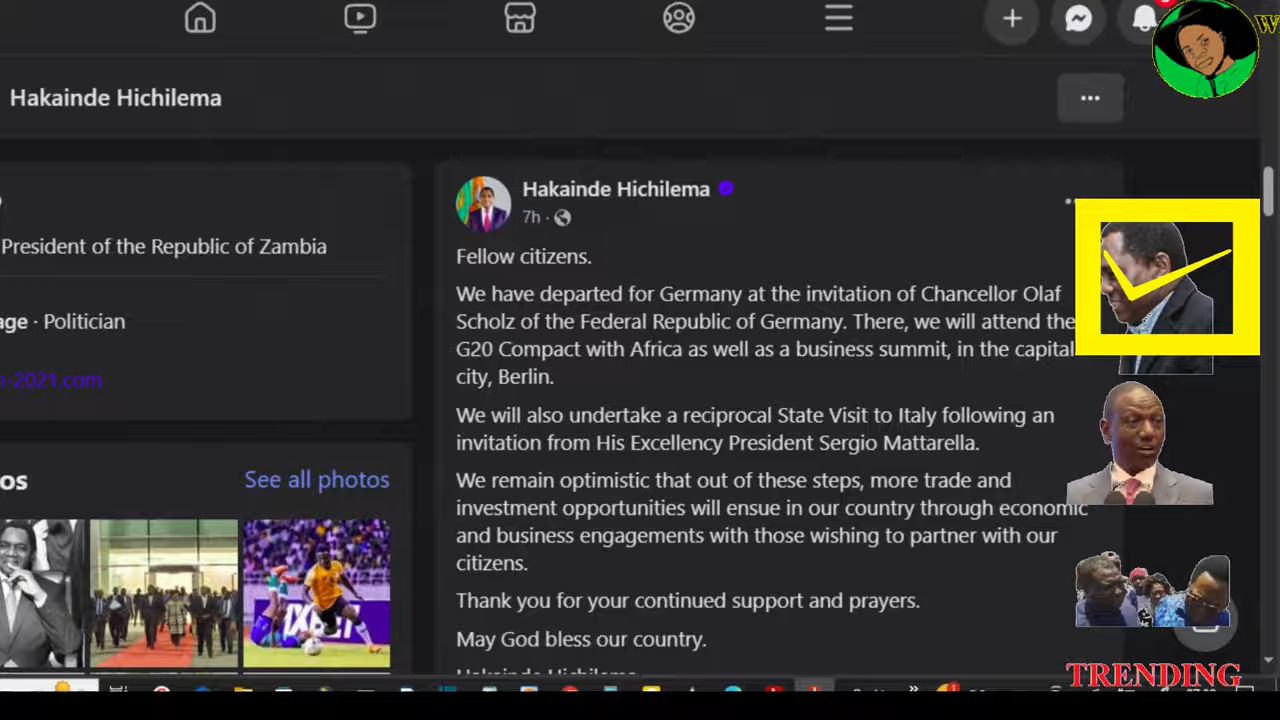 Hakainde Hichilema
President of the Republic of Zambia
age · Politician
n-2021.com
os
See all photos
Hakainde Hichilema
7h ·
Fellow citizens.
We have departed for Germany at the invitation of Chancellor Olaf
Scholz of the Federal Republic of Germany. There, we will attend the
G20 Compact with Africa as well as a business summit, in the capital
city, Berlin.
We will also undertake a reciprocal State Visit to Italy following an
invitation from His Excellency President Sergio Mattarella.
We remain optimistic that out of these steps, more trade and
investment opportunities will ensue in our country through economic
and business engagements with those wishing to partner with our
citizens.
Thank you for your continued support and prayers.
May God bless our country.
Hakainde Hichilema
TRENDING